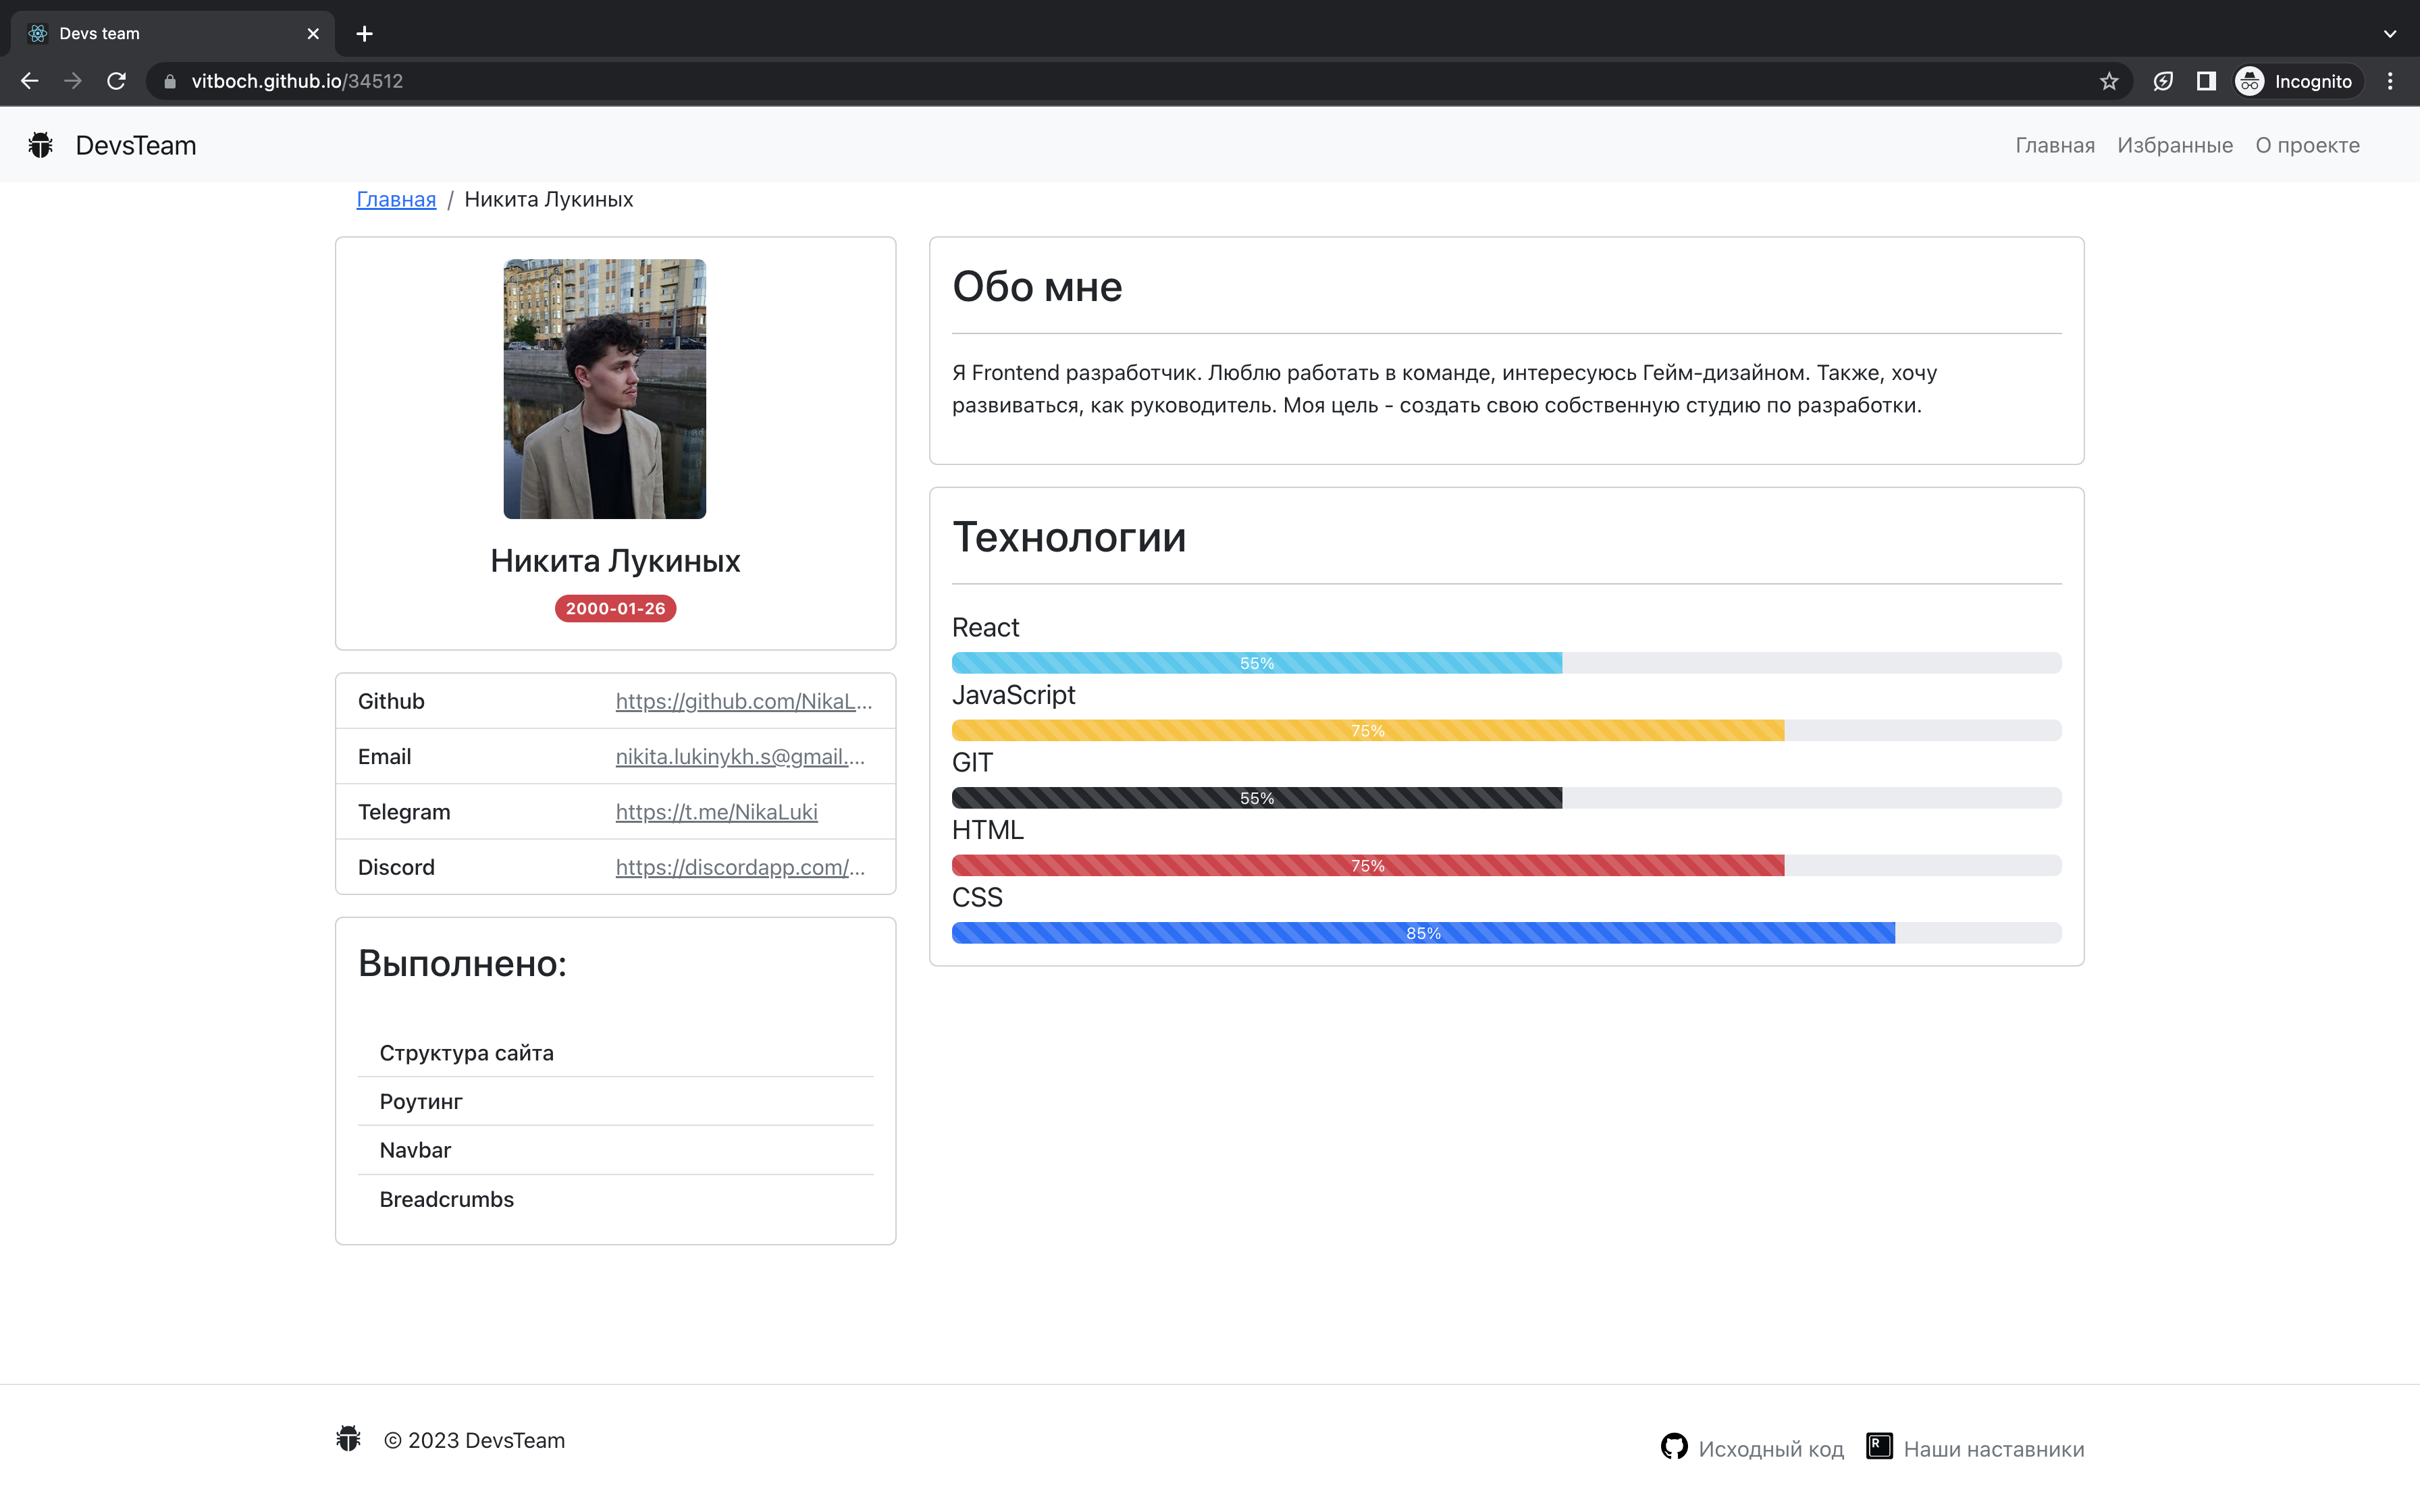 Devs team
vitboch.github.io/34512
Incognito
DevsTeam
Главная Избранные О проекте
Главная / Никита Лукиных
Никита Лукиных
2000-01-26
Github https://github.com/NikaL...
Email nikita.lukinykh.s@gmail....
Telegram https://t.me/NikaLuki
Discord https://discordapp.com/...
Выполнено:
Структура сайта
Роутинг
Navbar
Breadcrumbs
Обо мне
Я Frontend разработчик. Люблю работать в команде, интересуюсь Гейм-дизайном. Также, хочу
развиваться, как руководитель. Моя цель - создать свою собственную студию по разработки.
Технологии
React
55%
JavaScript
75%
GIT
55%
HTML
75%
CSS
85%
© 2023 DevsTeam
Исходный код Наши наставники